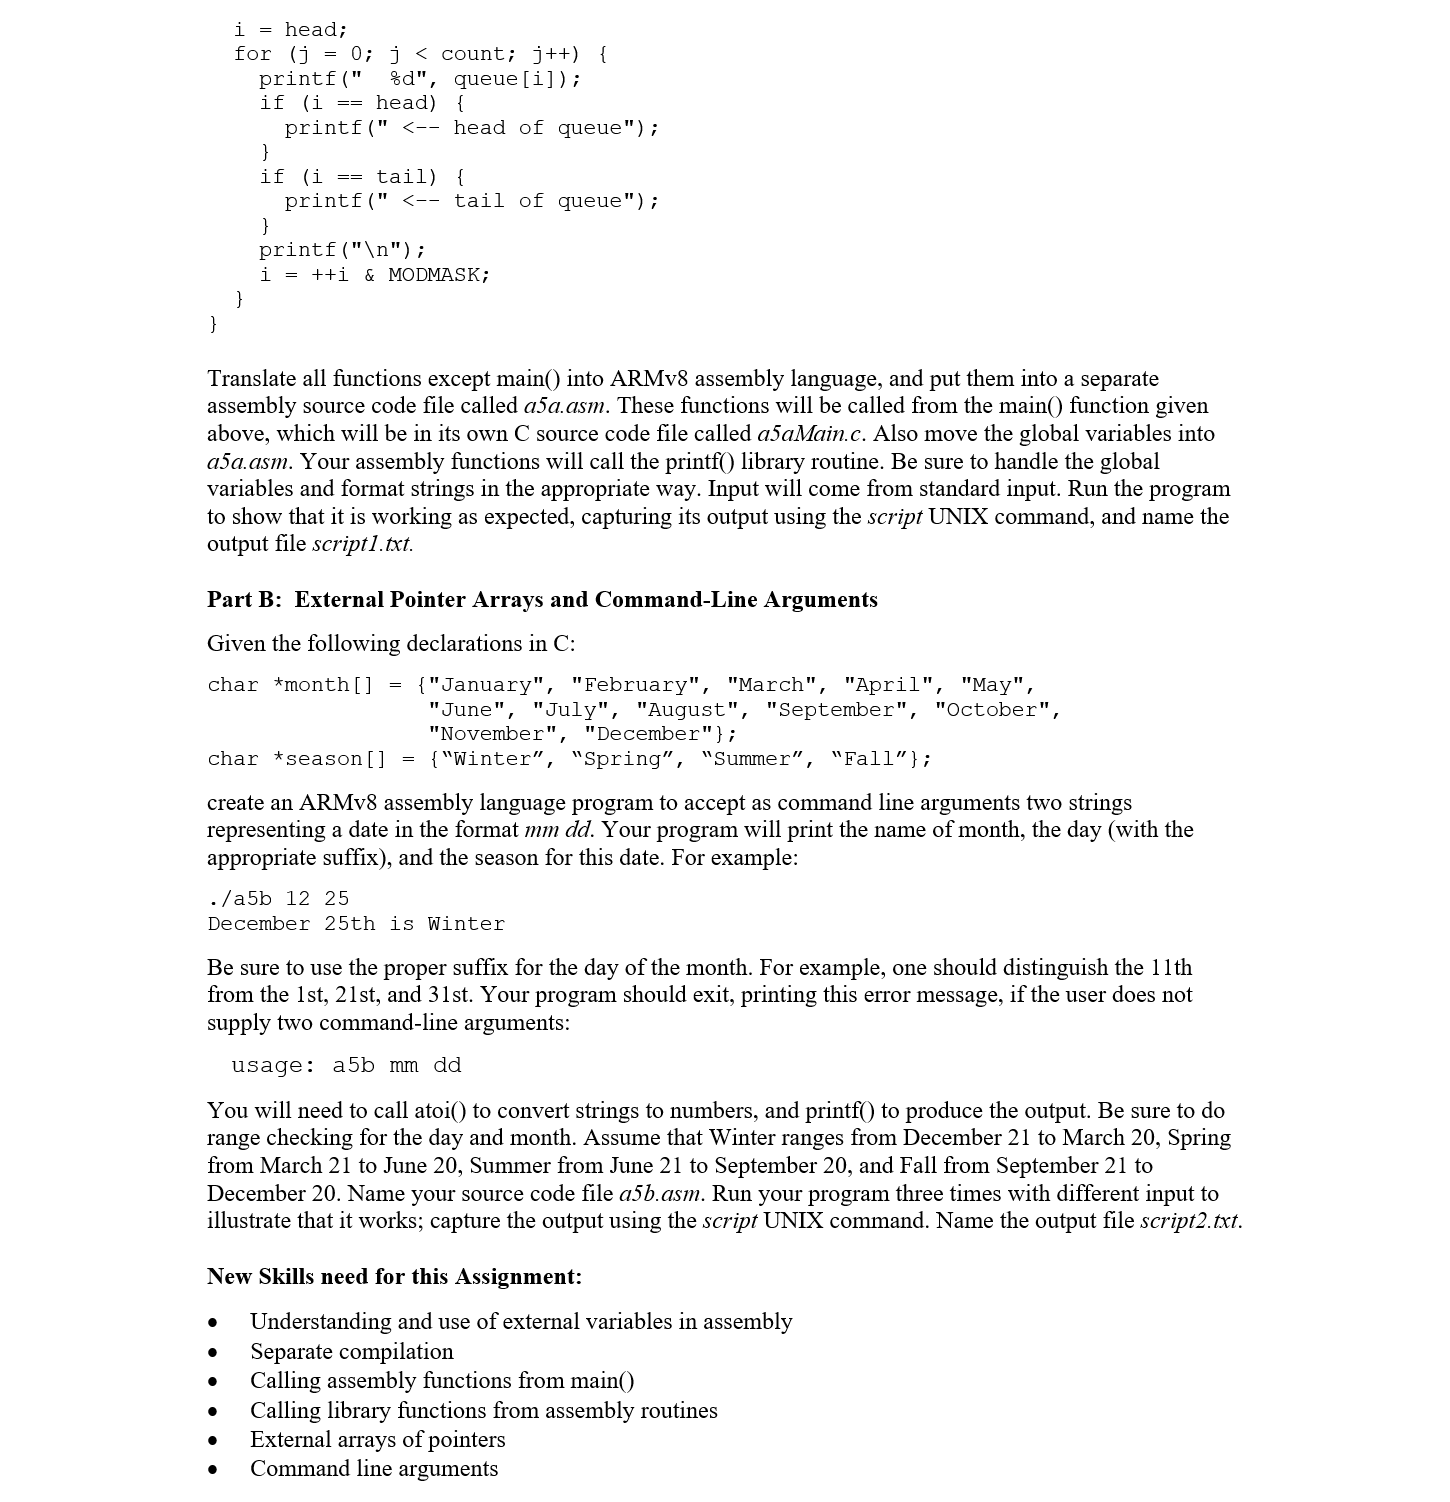 i = head;
for (j = 0; j < count; j++) {
printf("  %d", queue[i]);
if (i == head) {
printf(" <-- head of queue");
}
if (i == tail) {
printf(" <-- tail of queue");
}
printf("\n");
i = ++i & MODMASK;
}
}
Translate all functions except main() into ARMv8 assembly language, and put them into a separate
assembly source code file called a5a.asm. These functions will be called from the main() function given
above, which will be in its own C source code file called a5aMain.c. Also move the global variables into
a5a.asm. Your assembly functions will call the printf() library routine. Be sure to handle the global
variables and format strings in the appropriate way. Input will come from standard input. Run the program
to show that it is working as expected, capturing its output using the script UNIX command, and name the
output file script1.txt.
Part B:  External Pointer Arrays and Command-Line Arguments
Given the following declarations in C:
char *month[] = {"January", "February", "March", "April", "May",
"June", "July", "August", "September", "October",
"November", "December"};
char *season[] = {“Winter”, “Spring”, “Summer”, “Fall”};
create an ARMv8 assembly language program to accept as command line arguments two strings
representing a date in the format mm dd. Your program will print the name of month, the day (with the
appropriate suffix), and the season for this date. For example:
./a5b 12 25
December 25th is Winter
Be sure to use the proper suffix for the day of the month. For example, one should distinguish the 11th
from the 1st, 21st, and 31st. Your program should exit, printing this error message, if the user does not
supply two command-line arguments:
usage: a5b mm dd
You will need to call atoi() to convert strings to numbers, and printf() to produce the output. Be sure to do
range checking for the day and month. Assume that Winter ranges from December 21 to March 20, Spring
from March 21 to June 20, Summer from June 21 to September 20, and Fall from September 21 to
December 20. Name your source code file a5b.asm. Run your program three times with different input to
illustrate that it works; capture the output using the script UNIX command. Name the output file script2.txt.
New Skills need for this Assignment:
• Understanding and use of external variables in assembly
• Separate compilation
• Calling assembly functions from main()
• Calling library functions from assembly routines
• External arrays of pointers
• Command line arguments